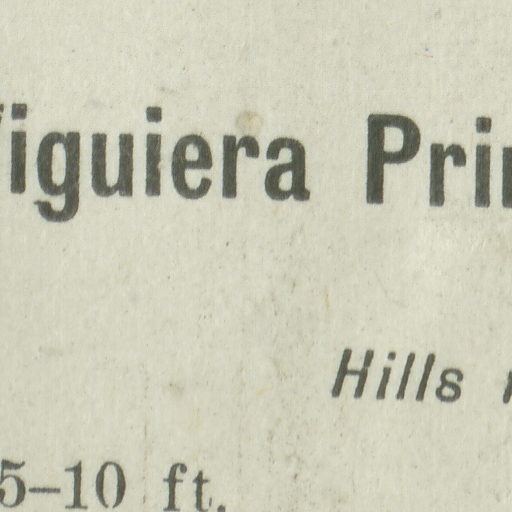 iguiera Pri
Hills
5–10 ft.